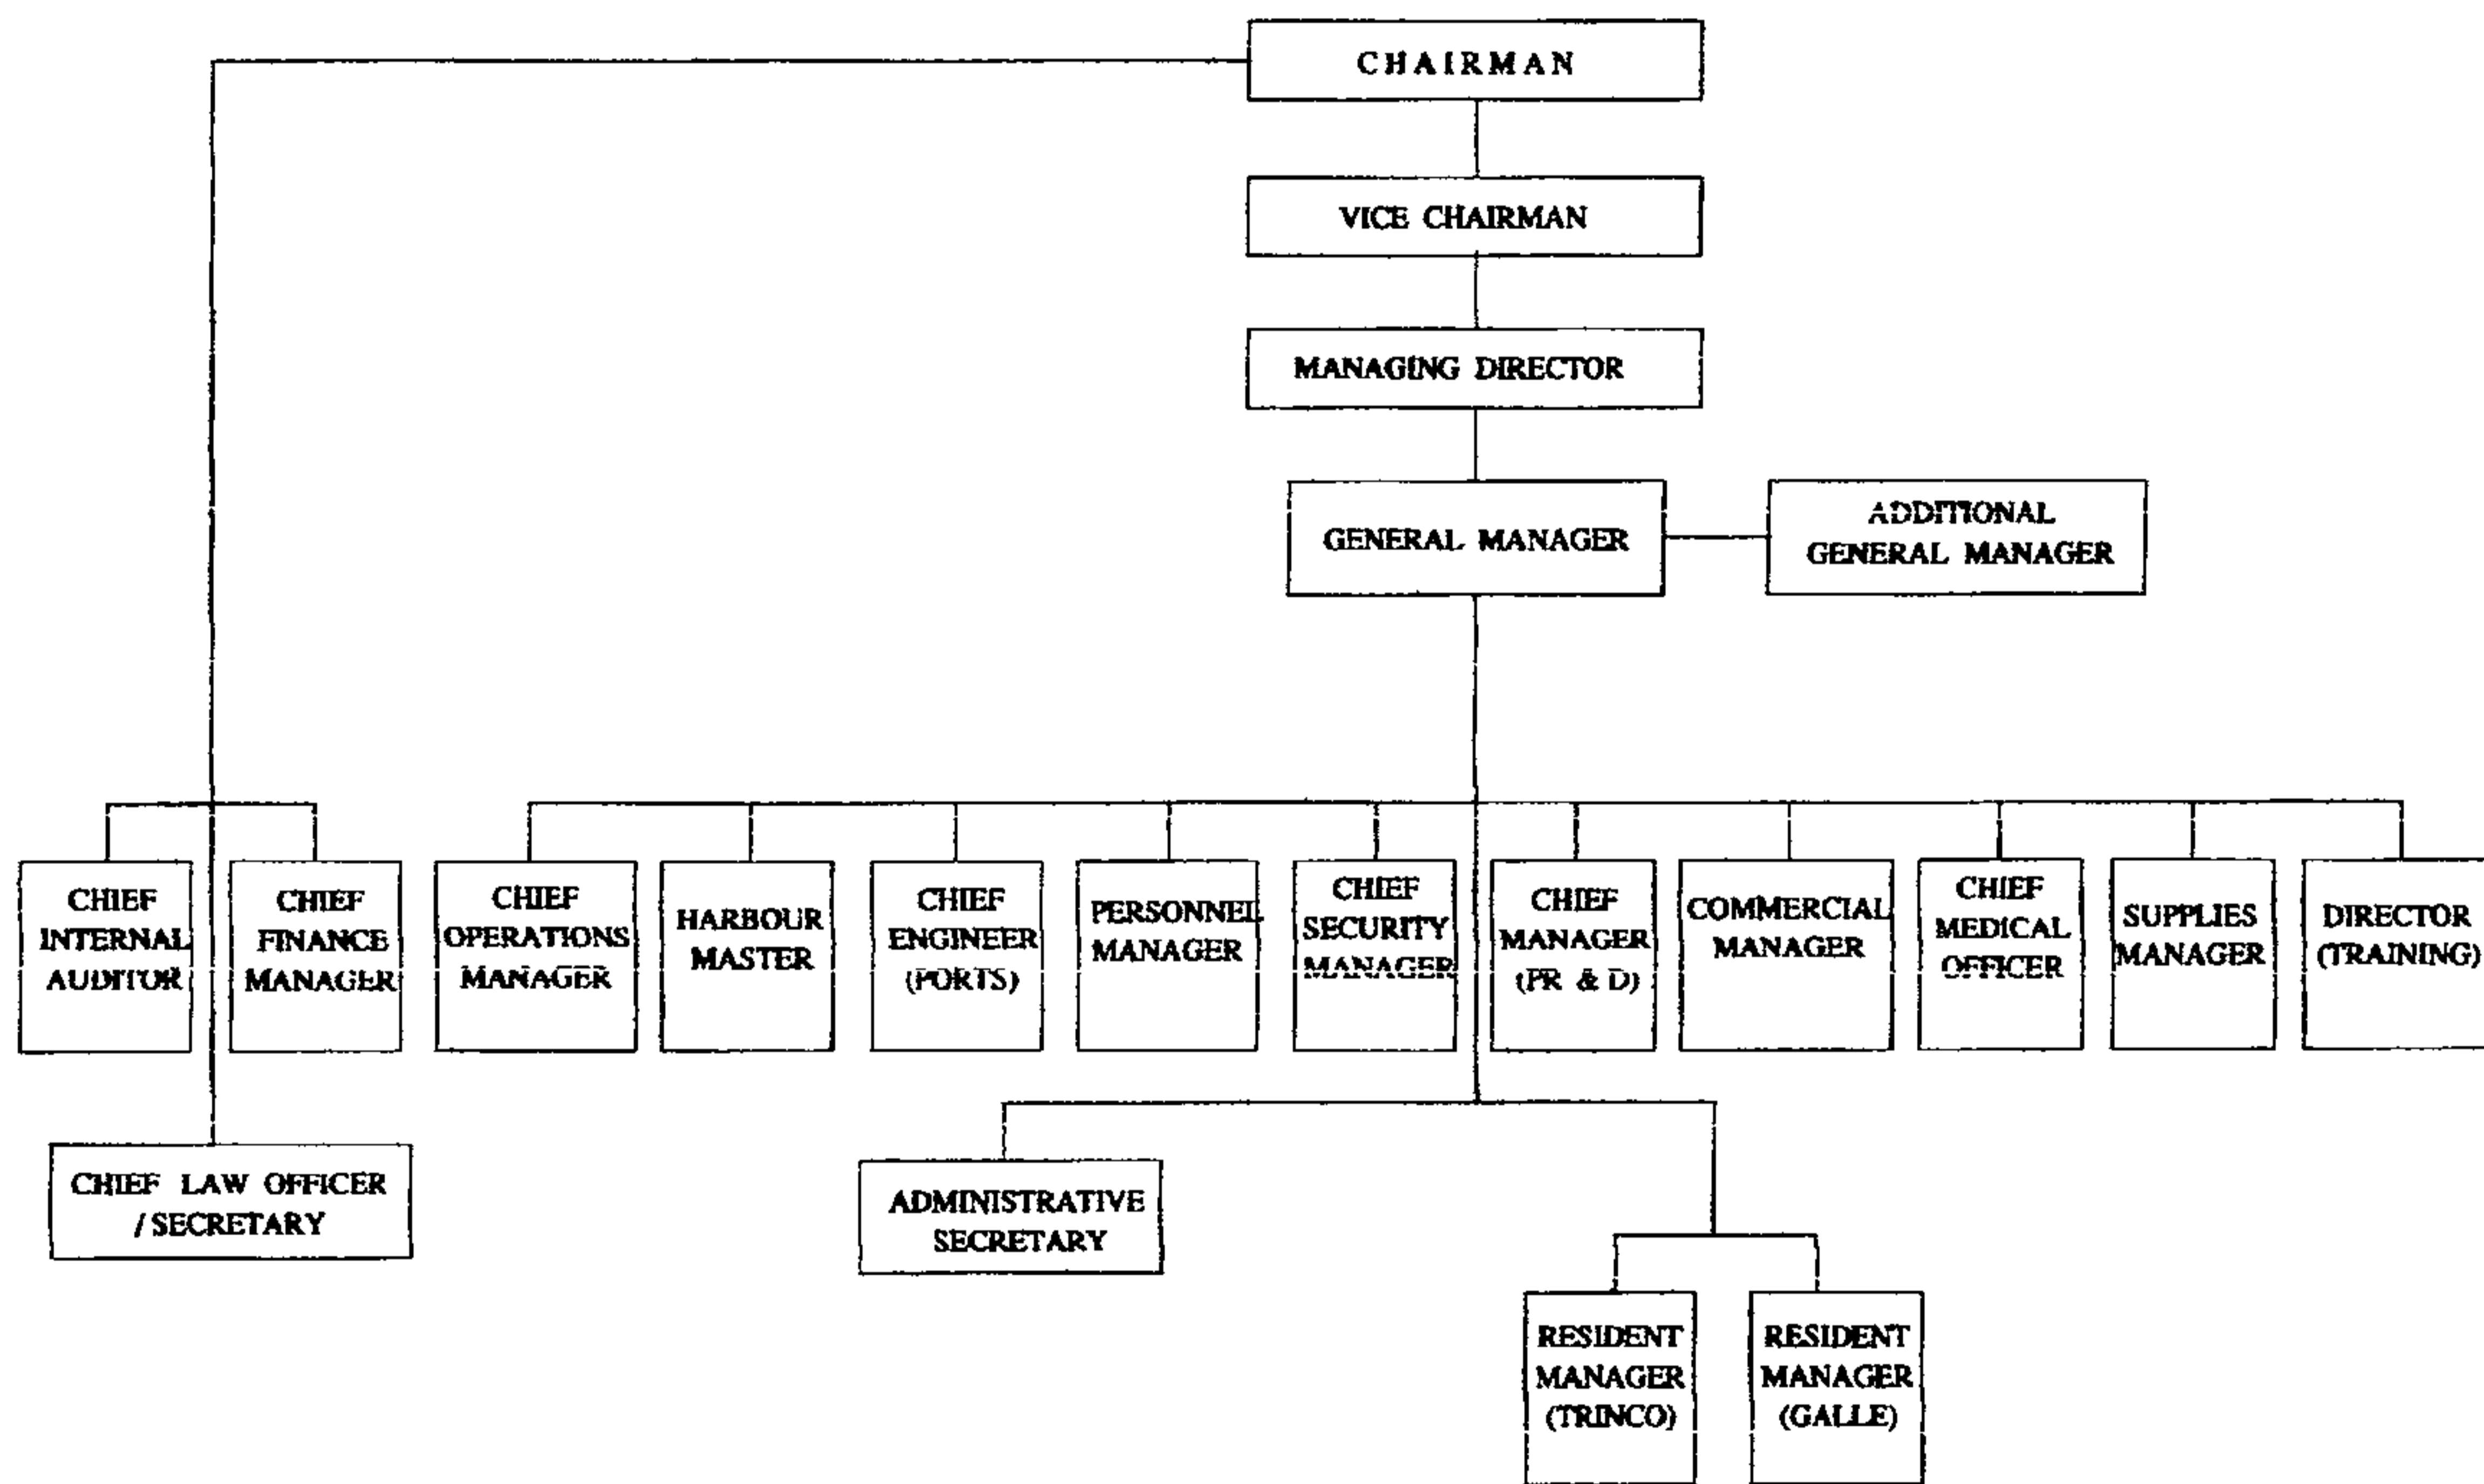 CHAIRMAN
VICE CHAIRMAN
MANAGING DIRECTOR
GENERAL MANAGER
ADDITIONAL
GENERAL MANAGER
CHIEF
INTERNAL
AUDITOR
CHIEF
FINANCE
MANAGER
CHIEF
OPERATIONS
MANAGER
HARBOUR
MASTER
CHIEF
ENGINEER
(PORTS)
PERSONNEL
MANAGER
CHIEF
SECURITY
MANAGER
CHIEF
MANAGER
(PR & D)
COMMERCIAL
MANAGER
CHIEF
MEDICAL
OFFICER
SUPPLIES
MANAGER
DIRECTOR
(TRAINING)
CHIEF LAW OFFICER
/ SECRETARY
ADMINISTRATIVE
SECRETARY
RESIDENT
MANAGER
(TRINCO)
RESIDENT
MANAGER
(GALLE)